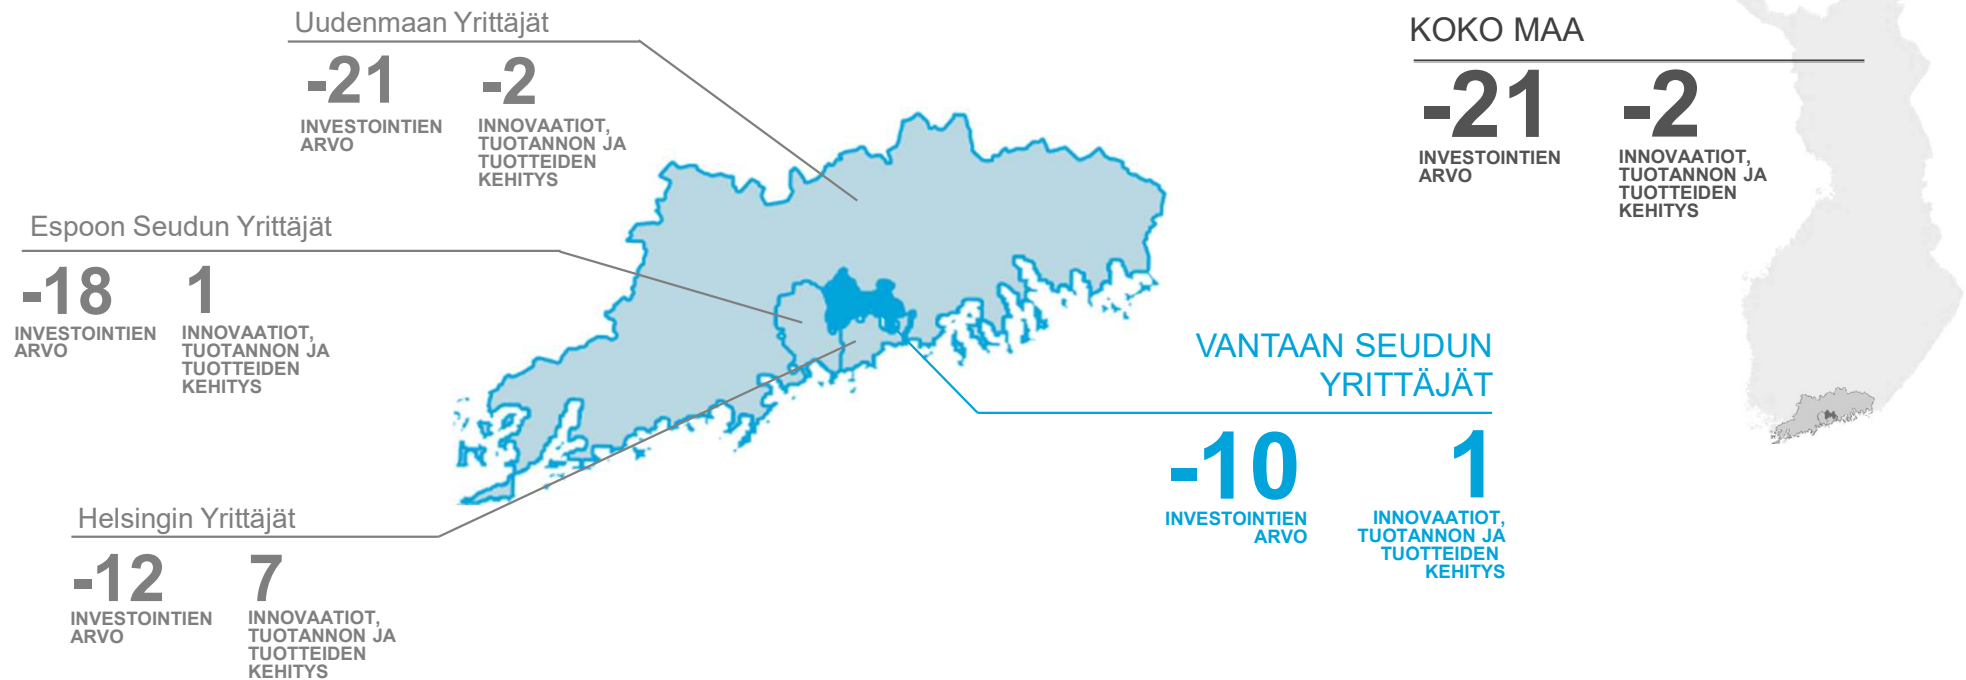 Uudenmaan Yrittäjät
-21
INVESTOINTIEN
ARVO
-2
INNOVAATIOT,
TUOTANNON JA
TUOTTEIDEN
KEHITYS
KOKO MAA
-21
INVESTOINTIEN
ARVO
-2
INNOVAATIOT,
TUOTANNON JA
TUOTTEIDEN
KEHITYS
Espoon Seudun Yrittäjät
-18
INVESTOINTIEN
ARVO
1
INNOVAATIOT,
TUOTANNON JA
TUOTTEIDEN
KEHITYS
VANTAAN SEUDUN
YRITTÄJÄT
-10
INVESTOINTIEN
ARVO
1
INNOVAATIOT,
TUOTANNON JA
TUOTTEIDEN
KEHITYS
Helsingin Yrittäjät
-12
INVESTOINTIEN
ARVO
7
INNOVAATIOT,
TUOTANNON JA
TUOTTEIDEN
KEHITYS